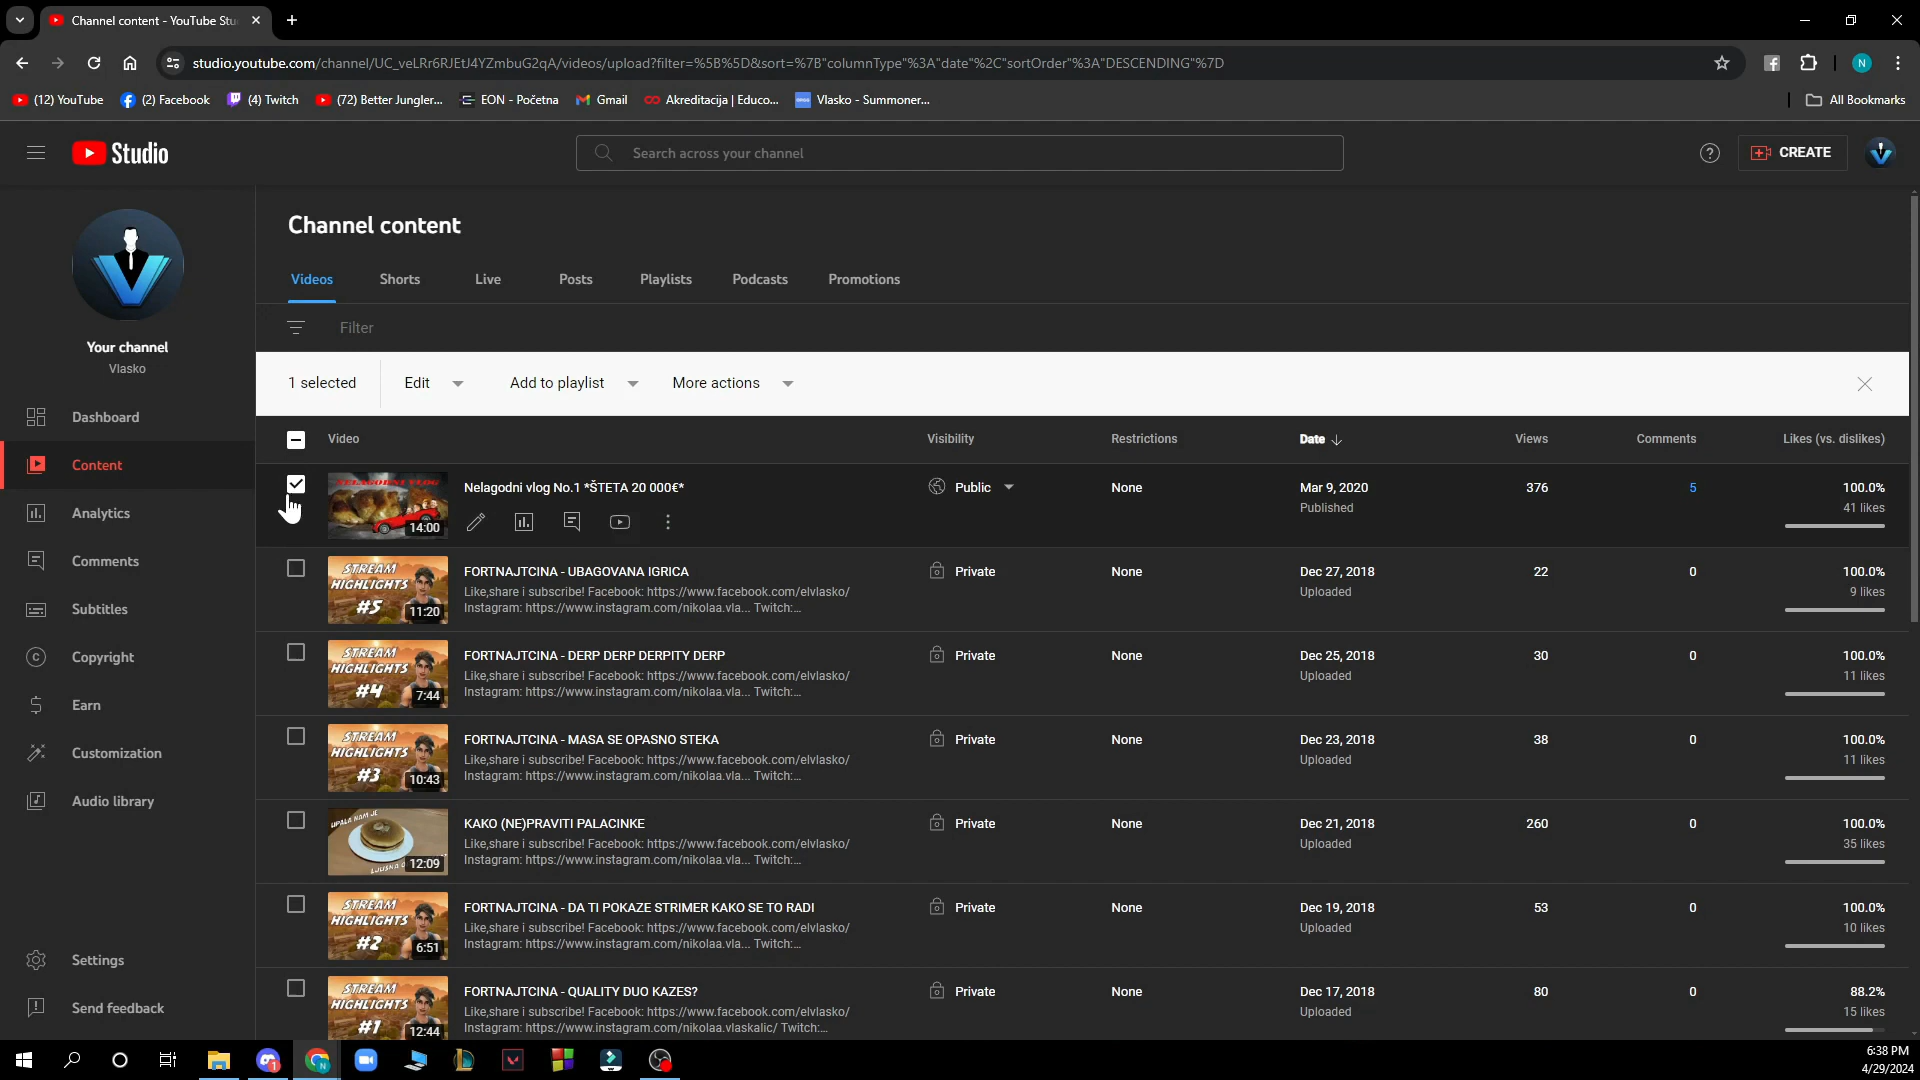 Channel content - YouTube Stu
studio.youtube.com/channel/UC_veLRr6RJEtJ4YZmbuG2qA/videos/upload?filter=%5B%5D&sort=%7B"columnType"%3A"date"%2C"sortOrder"%3A"DESCENDING"%7D
N
(12) YouTube
(2) Facebook
(4) Twitch
(72) Better Jungler...
EON - Početna
Gmail
Akreditacija | Educo...
Vlasko - Summoner...
All Bookmarks
Studio
Search across your channel
CREATE
Your channel
Vlasko
Dashboard
Content
Analytics
Comments
Subtitles
Copyright
Earn
Customization
Audio library
Settings
Send feedback
Channel content
Videos
Shorts
Live
Posts
Playlists
Podcasts
Promotions
Filter
1 selected
Edit
Add to playlist
More actions
Video
Visibility
Restrictions
Date
Views
Comments
Likes (vs. dislikes)
NELAGODNI VLOG
14:00
Nelagodni vlog No.1 *ŠTETA 20 000€*
Public
None
Mar 9, 2020
Published
376
5
100.0%
41 likes
STREAM
HIGHLIGHTS
#5
11:20
FORTNAJTCINA - UBAGOVANA IGRICA
Like,share i subscribe! Facebook: https://www.facebook.com/elvlasko/
Instagram: https://www.instagram.com/nikolaa.vla... Twitch:...
Private
None
Dec 27, 2018
Uploaded
22
0
100.0%
9 likes
STREAM
HIGHLIGHTS
#4
7:44
FORTNAJTCINA - DERP DERP DERPITY DERP
Like,share i subscribe! Facebook: https://www.facebook.com/elvlasko/
Instagram: https://www.instagram.com/nikolaa.vla... Twitch:...
Private
None
Dec 25, 2018
Uploaded
30
0
100.0%
11 likes
STREAM
HIGHLIGHTS
#3
10:43
FORTNAJTCINA - MASA SE OPASNO STEKA
Like,share i subscribe! Facebook: https://www.facebook.com/elvlasko/
Instagram: https://www.instagram.com/nikolaa.vla... Twitch:...
Private
None
Dec 23, 2018
Uploaded
38
0
100.0%
11 likes
UPALA NAM JE
12:09
KAKO (NE)PRAVITI PALACINKE
Like,share i subscribe! Facebook: https://www.facebook.com/elvlasko/
Instagram: https://www.instagram.com/nikolaa.vla... Twitch:...
Private
None
Dec 21, 2018
Uploaded
260
0
100.0%
35 likes
STREAM
HIGHLIGHTS
#2
6:51
FORTNAJTCINA - DA TI POKAZE STRIMER KAKO SE TO RADI
Like,share i subscribe! Facebook: https://www.facebook.com/elvlasko/
Instagram: https://www.instagram.com/nikolaa.vla... Twitch:...
Private
None
Dec 19, 2018
Uploaded
53
0
100.0%
10 likes
STREAM
HIGHLIGHTS
#1
12:44
FORTNAJTCINA - QUALITY DUO KAZES?
Like,share i subscribe! Facebook: https://www.facebook.com/elvlasko/
Instagram: https://www.instagram.com/nikolaa.vlaskalic/ Twitch:...
Private
None
Dec 17, 2018
Uploaded
80
0
88.2%
15 likes
6:38 PM
4/29/2024